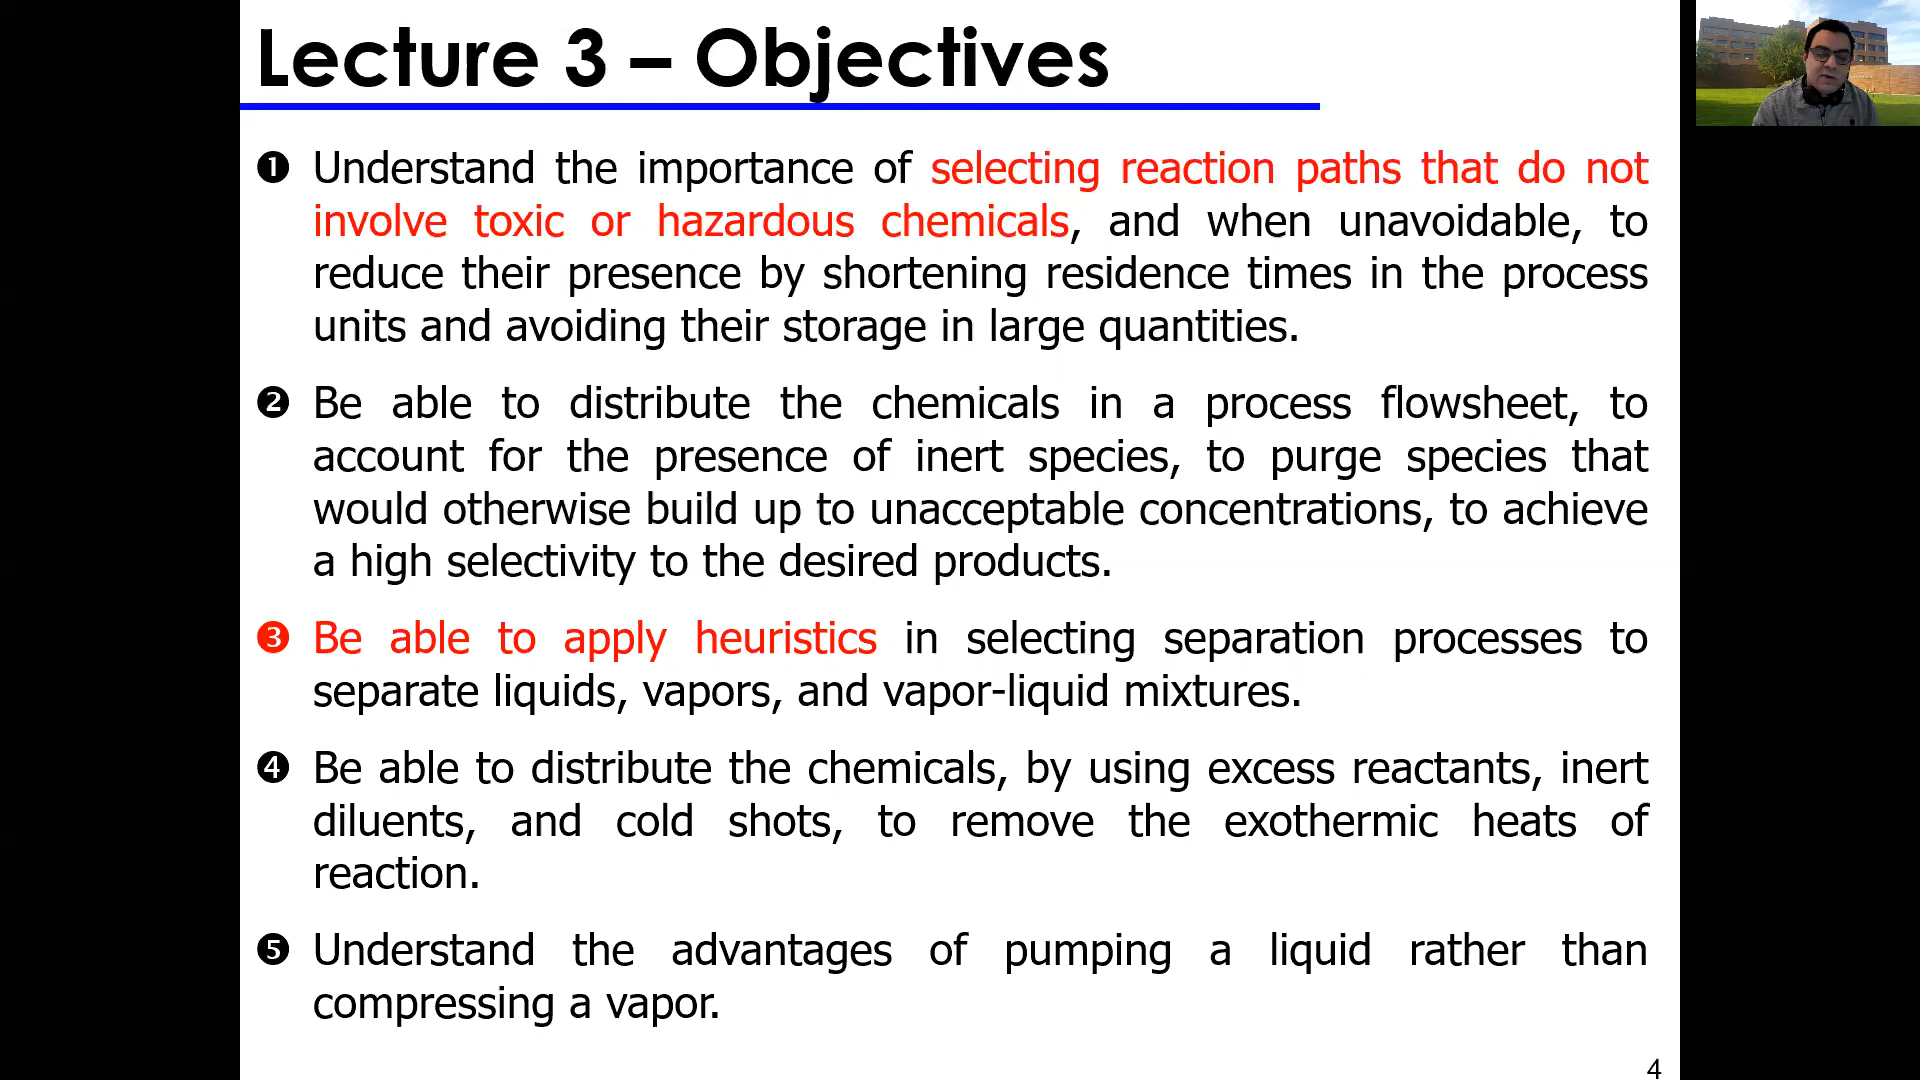 Lecture 3 – Objectives
❶ Understand the importance of selecting reaction paths that do not
involve toxic or hazardous chemicals, and when unavoidable, to
reduce their presence by shortening residence times in the process
units and avoiding their storage in large quantities.
❷ Be able to distribute the chemicals in a process flowsheet, to
account for the presence of inert species, to purge species that
would otherwise build up to unacceptable concentrations, to achieve
a high selectivity to the desired products.
❸ Be able to apply heuristics in selecting separation processes to
separate liquids, vapors, and vapor-liquid mixtures.
❹ Be able to distribute the chemicals, by using excess reactants, inert
diluents, and cold shots, to remove the exothermic heats of
reaction.
❺ Understand the advantages of pumping a liquid rather than
compressing a vapor.
4